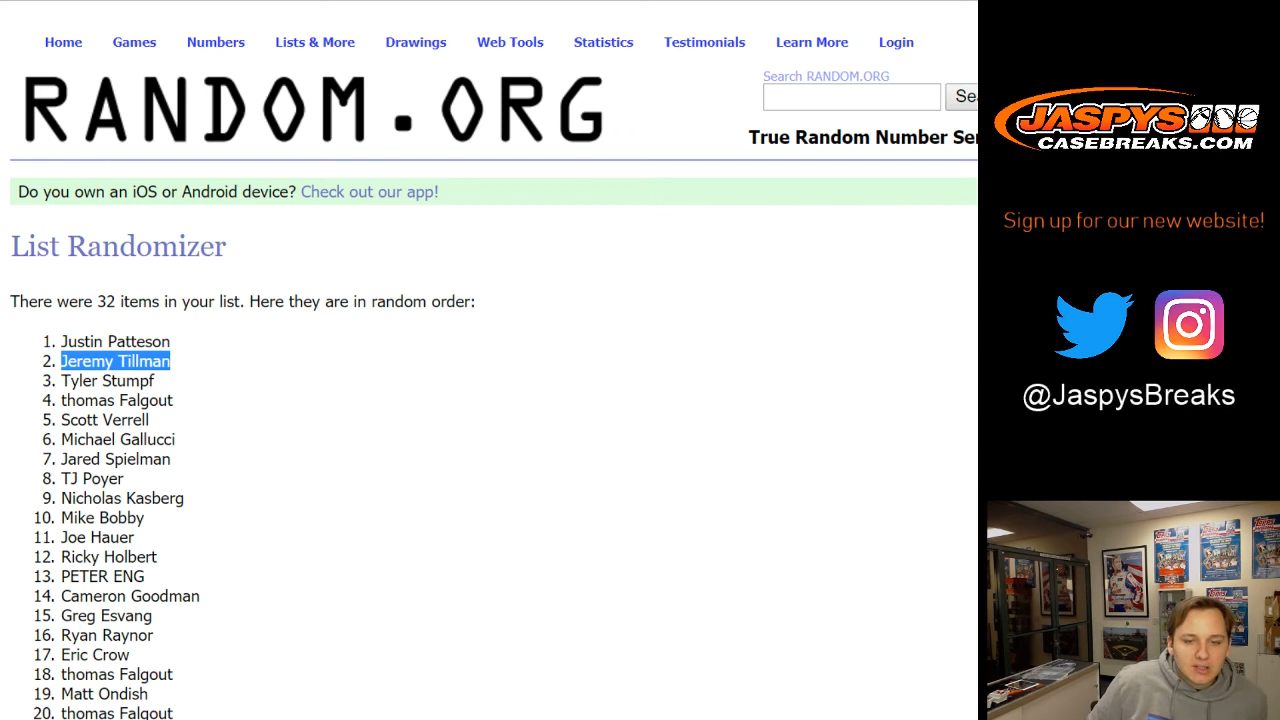 Home Games Numbers Lists & More Drawings Web Tools Statistics Testimonials Learn More Login
RANDOM.ORG
Search RANDOM.ORG
Sea
True Random Number Ser
Do you own an iOS or Android device? Check out our app!
List Randomizer
There were 32 items in your list. Here they are in random order:
1. Justin Patteson
2. Jeremy Tillman
3. Tyler Stumpf
4. thomas Falgout
5. Scott Verrell
6. Michael Gallucci
7. Jared Spielman
8. TJ Poyer
9. Nicholas Kasberg
10. Mike Bobby
11. Joe Hauer
12. Ricky Holbert
13. PETER ENG
14. Cameron Goodman
15. Greg Esvang
16. Ryan Raynor
17. Eric Crow
18. thomas Falgout
19. Matt Ondish
20. thomas Falgout
JASPYS
CASEBREAKS.COM
Sign up for our new website!
@JaspysBreaks